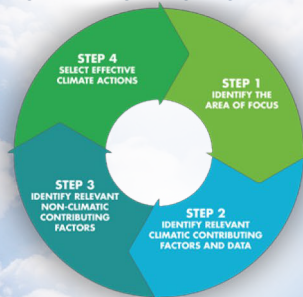 STEP 1
IDENTIFY THE
AREA OF FOCUS
STEP 2
IDENTIFY RELEVANT
CLIMATIC CONTRIBUTING
FACTORS AND DATA
STEP 3
IDENTIFY RELEVANT
NON-CLIMATIC
CONTRIBUTING
FACTORS
STEP 4
SELECT EFFECTIVE
CLIMATE ACTIONS